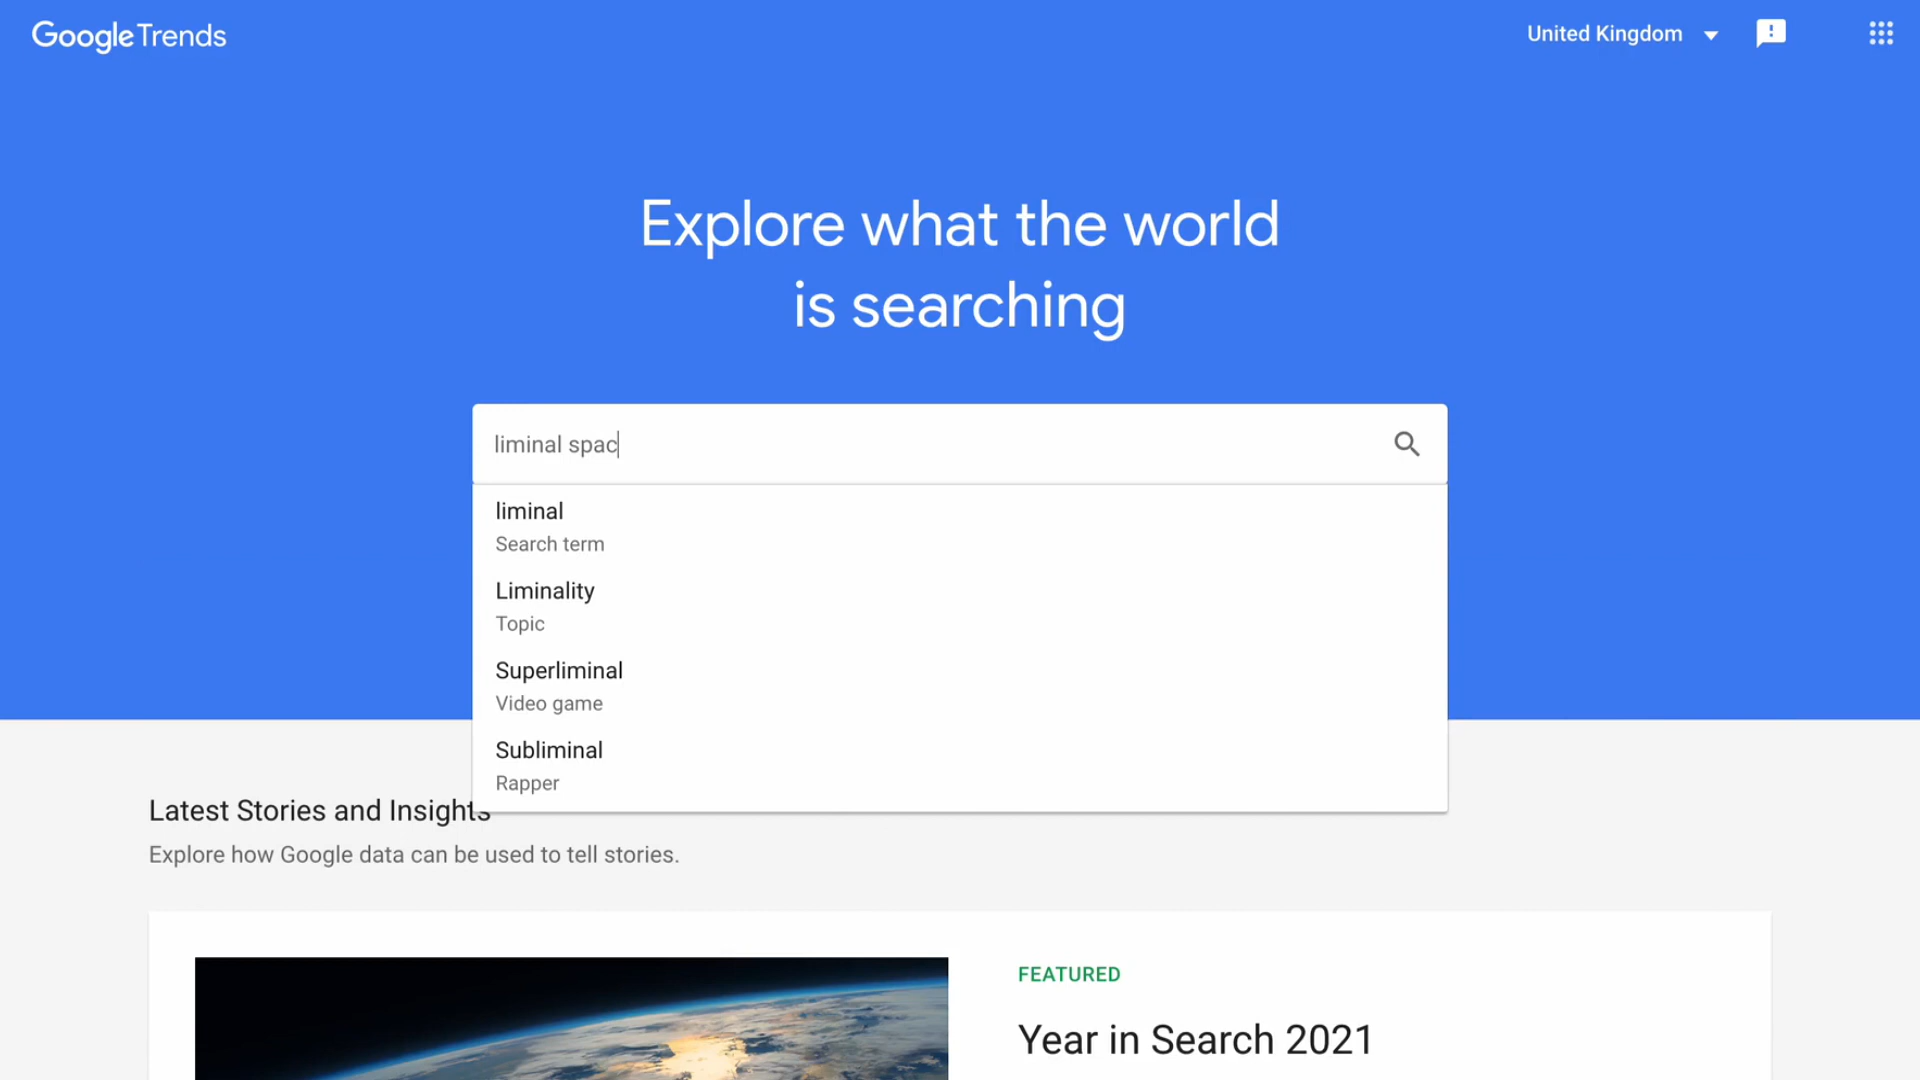 Google Trends
United Kingdom
Explore what the world
is searching
liminal spac
liminal
Search term
Liminality
Topic
Superliminal
Video game
Subliminal
Rapper
Latest Stories and Insights
Explore how Google data can be used to tell stories.
FEATURED
Year in Search 2021